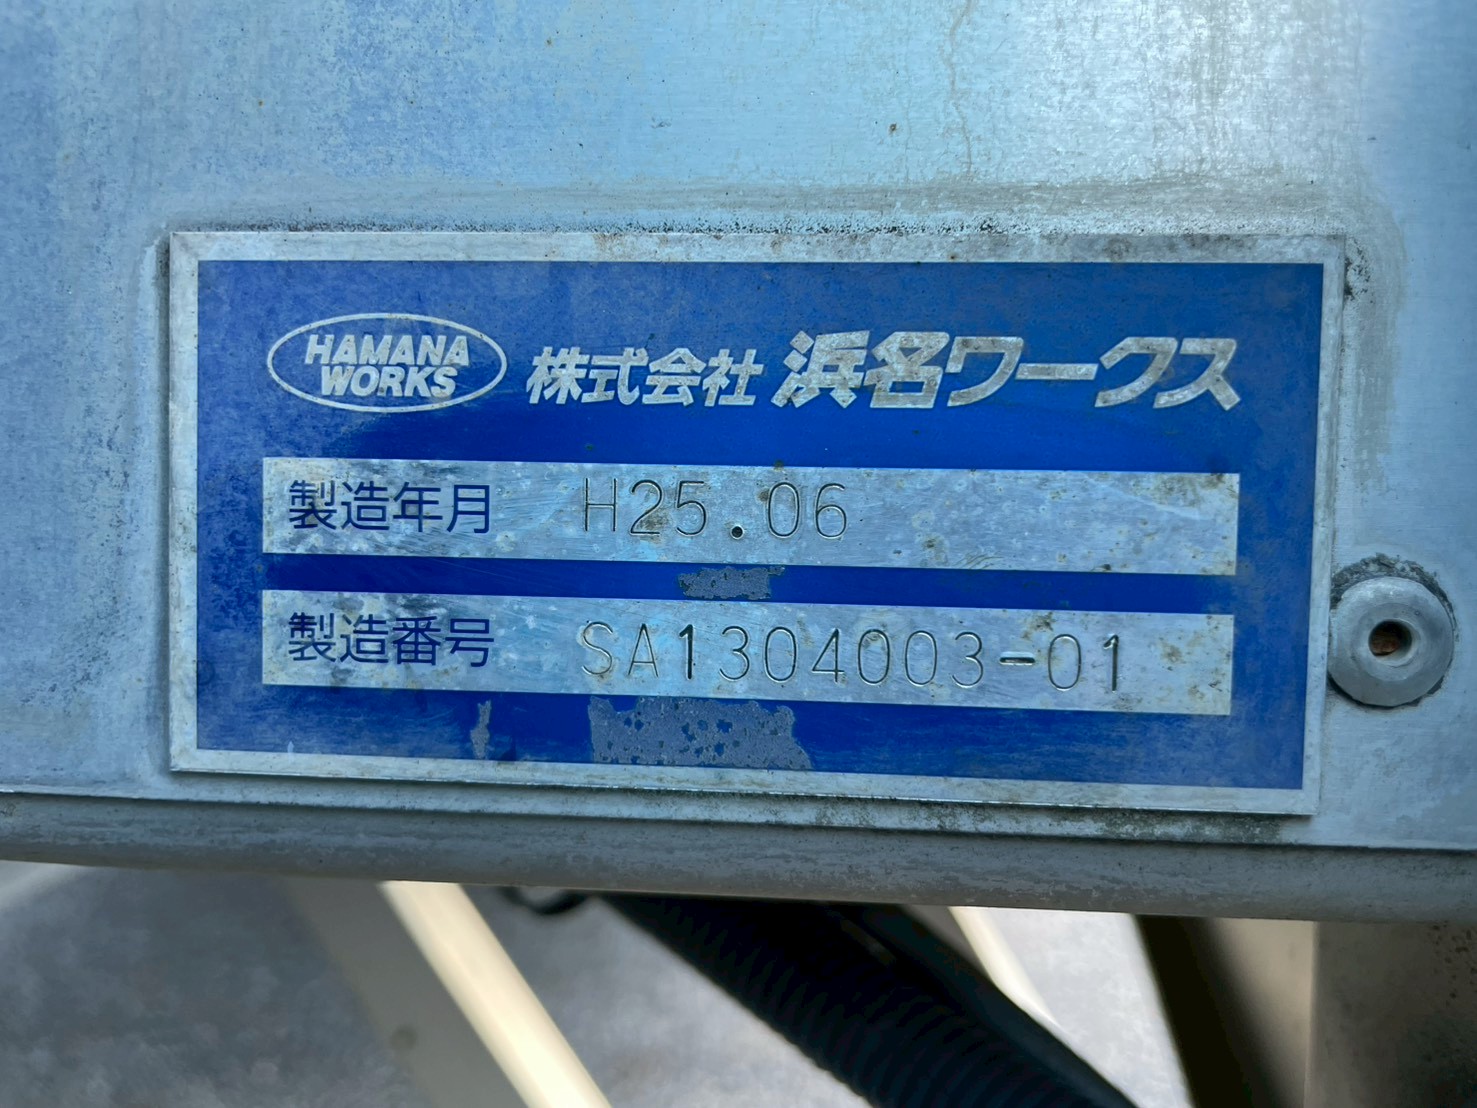 HAMANA
WORKS
株式会社 浜名ワークス
製造年月 H25.06
製造番号 SA1304003-01